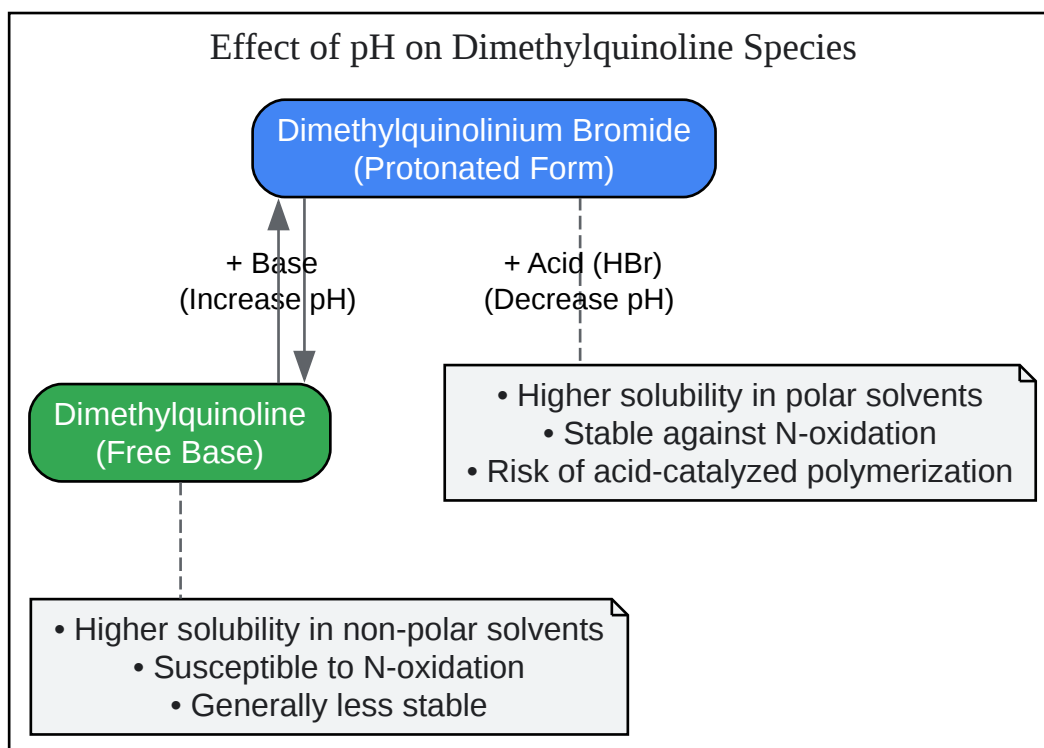 Effect of pH on Dimethylquinoline Species
Dimethylquinolinium Bromide
(Protonated Form)
+ Base
(Increase pH)
+ Acid (HBr)
(Decrease pH)
Dimethylquinoline
(Free Base)
• Higher solubility in polar solvents
• Stable against N-oxidation
• Risk of acid-catalyzed polymerization
• Higher solubility in non-polar solvents
• Susceptible to N-oxidation
• Generally less stable